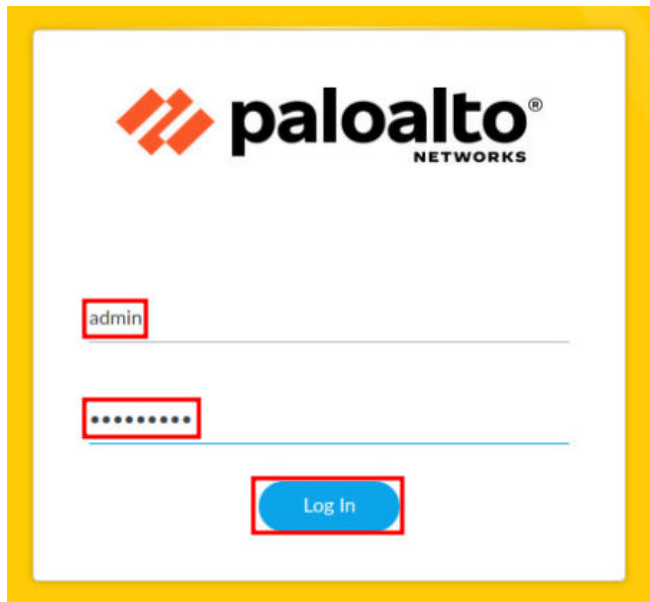 paloalto®
NETWORKS
admin
•••••••••
Log In